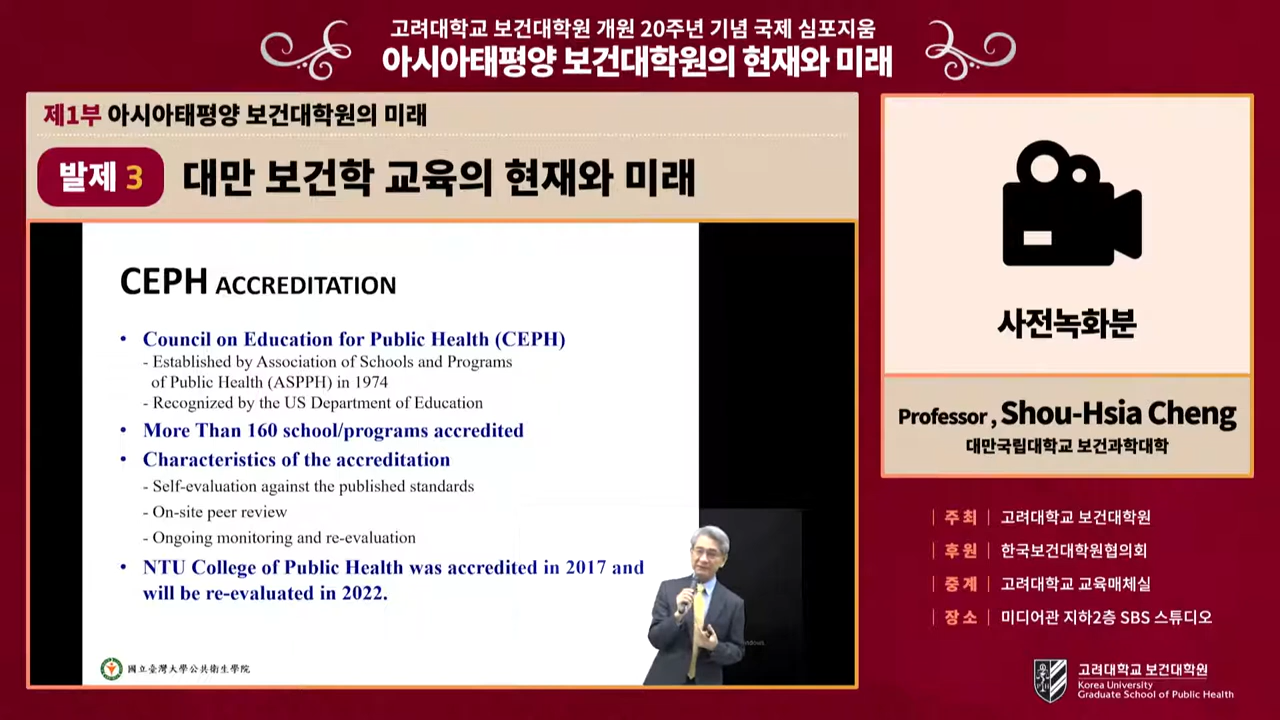 고려대학교 보건대학원 개원 20주년 기념 국제 심포지움
아시아태평양 보건대학원의 현재와 미래
제1부 아시아태평양 보건대학원의 미래
발제 3 대만 보건학 교육의 현재와 미래
CEPH ACCREDITATION
• Council on Education for Public Health (CEPH)
- Established by Association of Schools and Programs
of Public Health (ASPPH) in 1974
- Recognized by the US Department of Education
• More Than 160 school/programs accredited
• Characteristics of the accreditation
- Self-evaluation against the published standards
- On-site peer review
- Ongoing monitoring and re-evaluation
• NTU College of Public Health was accredited in 2017 and
will be re-evaluated in 2022.
國立臺灣大學公共衛生學院
사전녹화분
Professor , Shou-Hsia Cheng
대만국립대학교 보건과학대학
| 주 최 | 고려대학교 보건대학원
| 후 원 | 한국보건대학원협의회
| 중 계 | 고려대학교 교육매체실
| 장 소 | 미디어관 지하2층 SBS 스튜디오
고려대학교 보건대학원
Korea University
Graduate School of Public Health